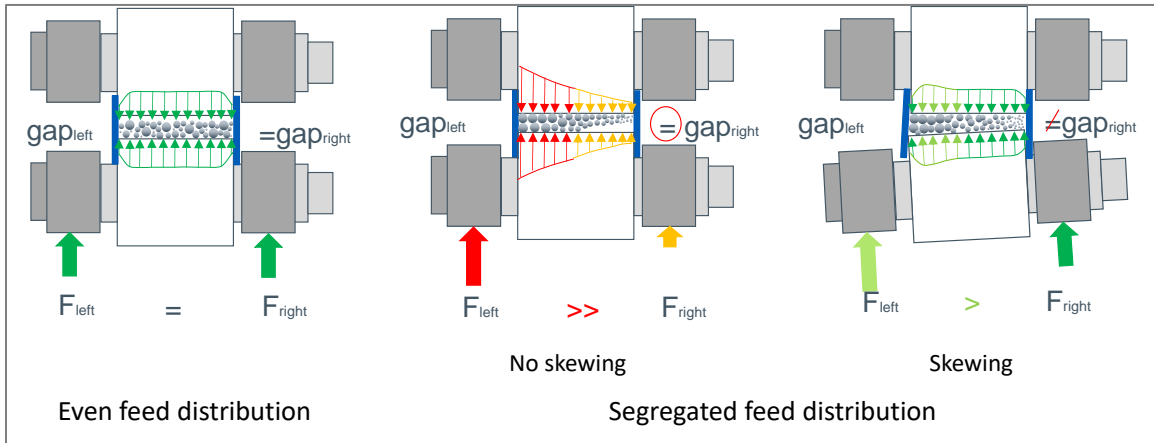 gapleft =gapright
Fleft = Fright
Even feed distribution
gapleft = gapright
Fleft >> Fright
No skewing
gapleft ≠gapright
Fleft > Fright
Skewing
Segregated feed distribution